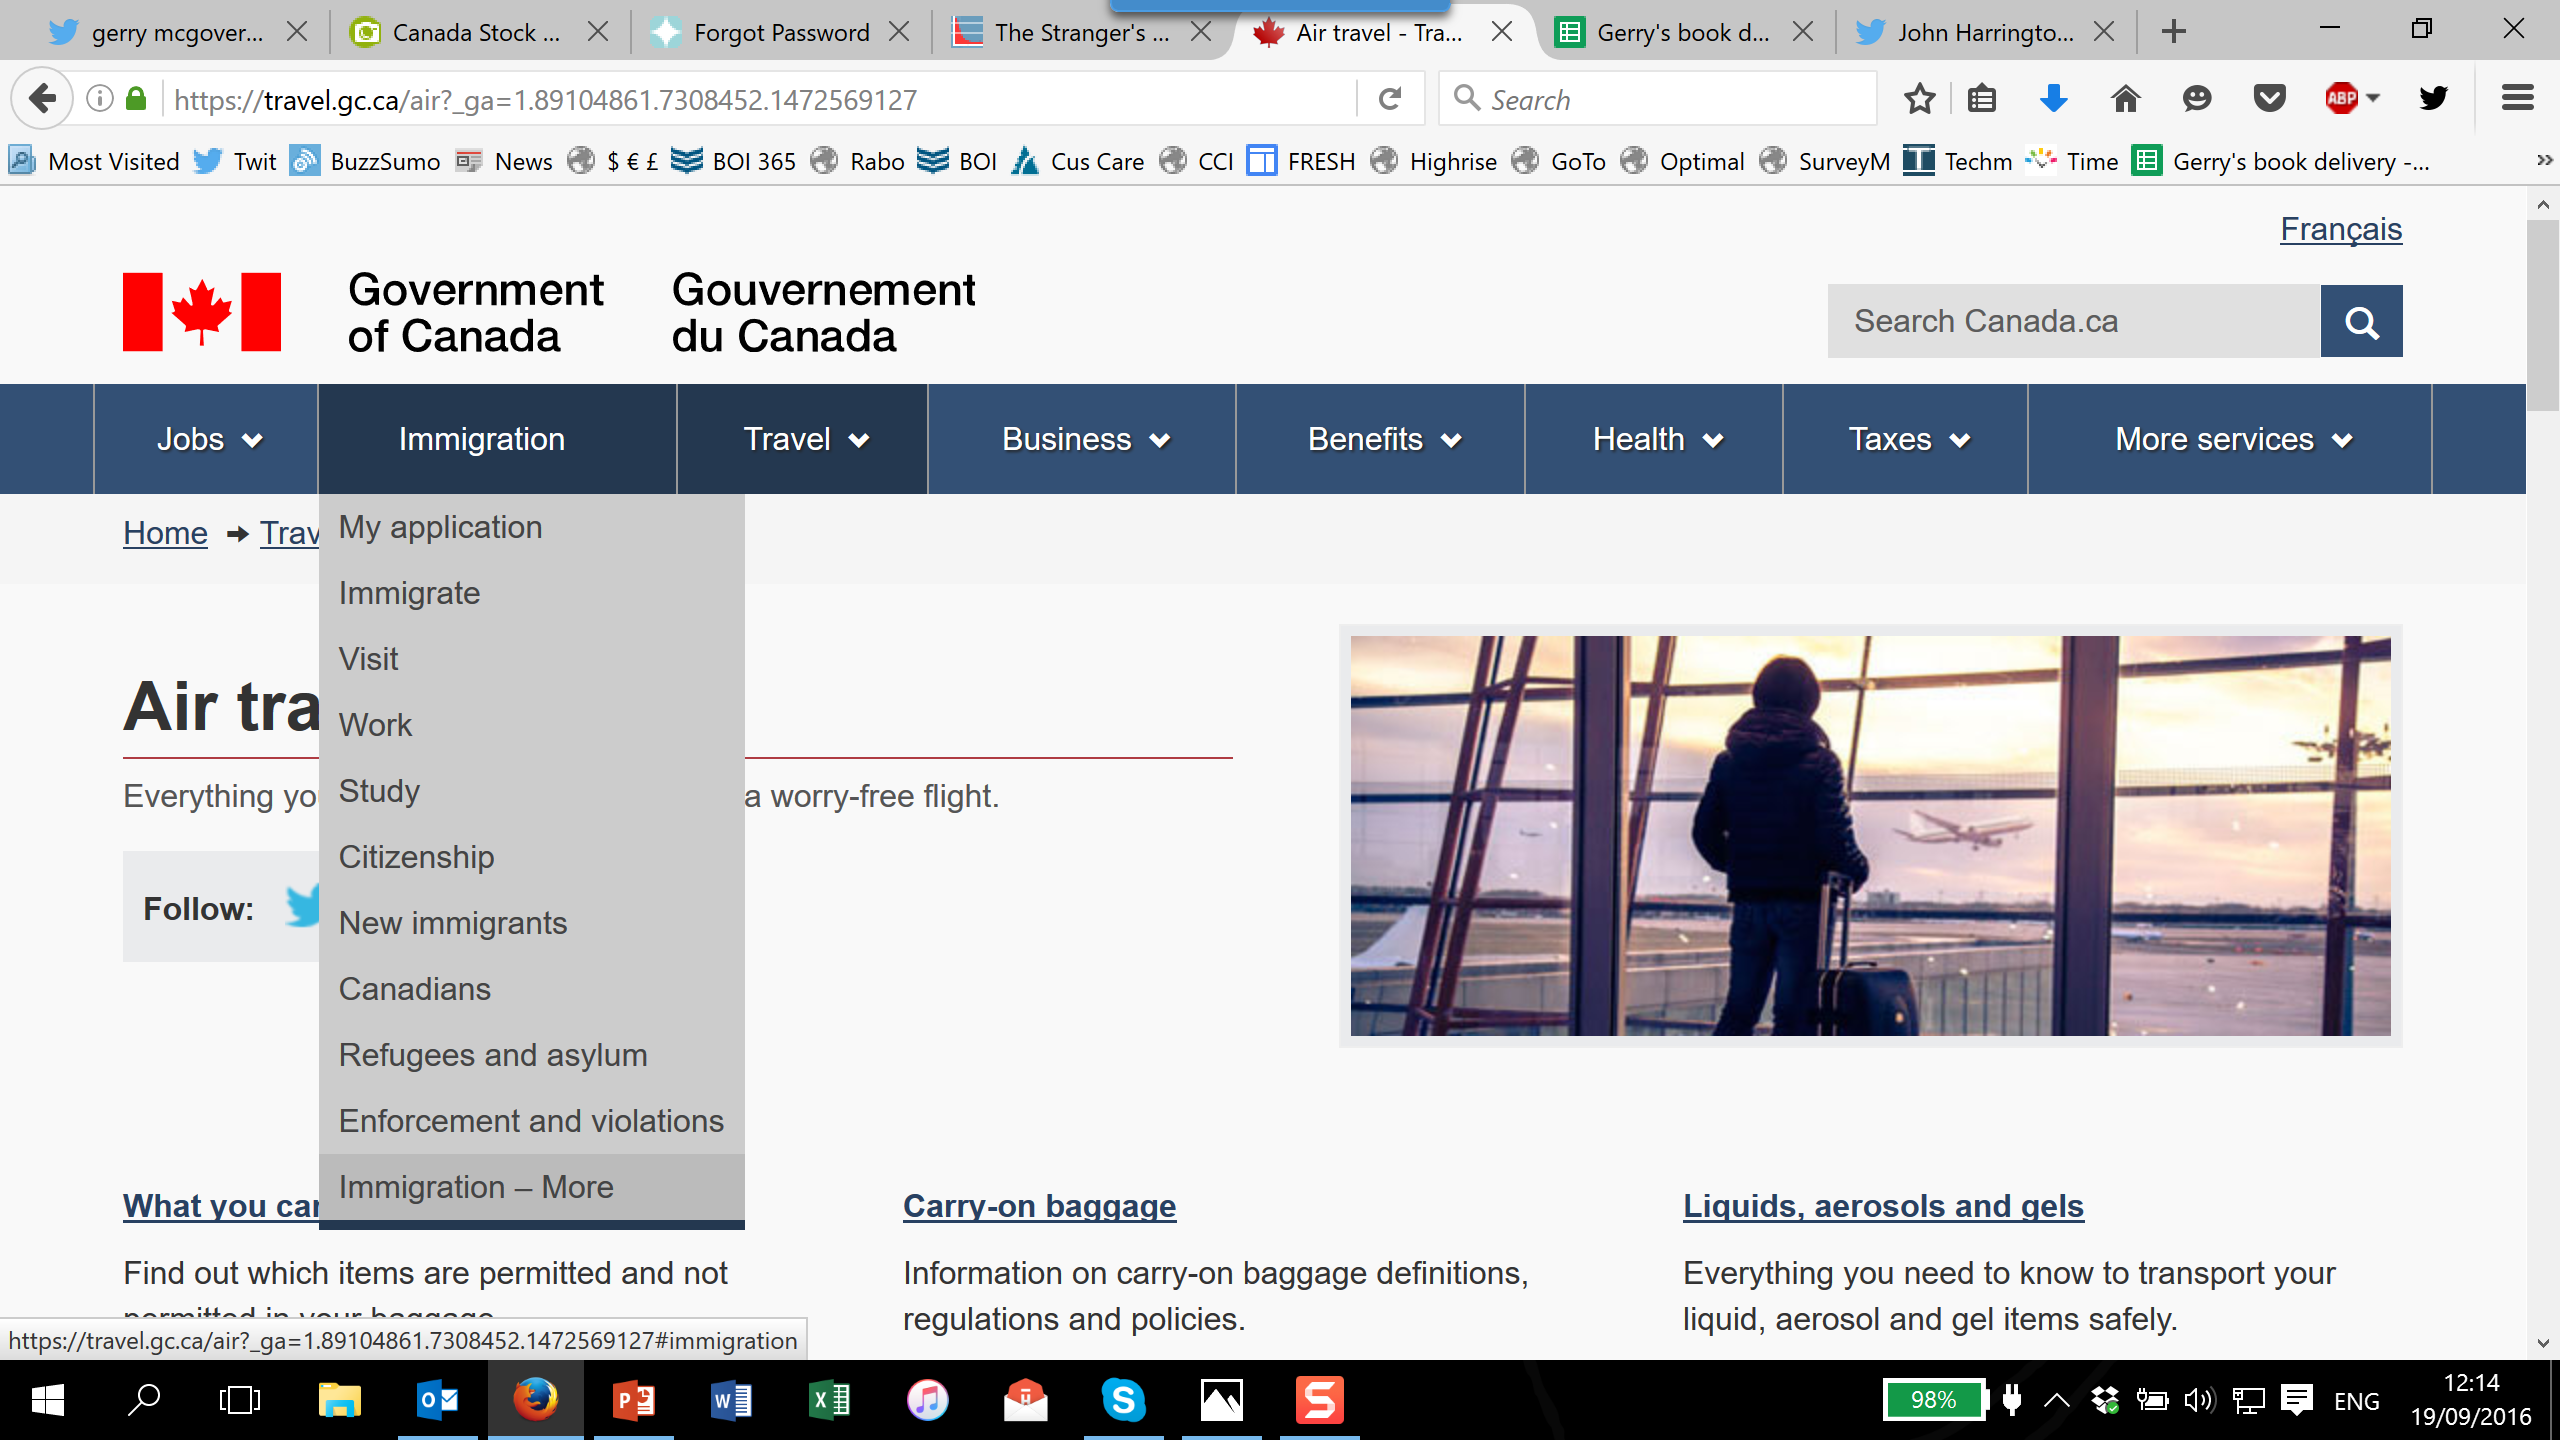 gerry mcgover...
Canada Stock ...
Forgot Password
The Stranger's ...
Air travel - Tra...
Gerry's book d...
John Harringto...
https://travel.gc.ca/air?_ga=1.89104861.7308452.1472569127
Search
ABP
Most Visited
Twit
BuzzSumo
News
$ € £
BOI 365
Rabo
BOI
Cus Care
CCI
FRESH
Highrise
GoTo
Optimal
SurveyM
Techm
Time
Gerry's book delivery -...
Français
Government
of Canada
Gouvernement
du Canada
Search Canada.ca
Jobs
Immigration
Travel
Business
Benefits
Health
Taxes
More services
Home
Trav
My application
Immigrate
Visit
Work
Study
Citizenship
New immigrants
Canadians
Refugees and asylum
Enforcement and violations
Immigration – More
Air tra
Everything you a worry-free flight.
Follow:
What you can
Find out which items are permitted and not
permitted in your baggage.
Carry-on baggage
Information on carry-on baggage definitions,
regulations and policies.
Liquids, aerosols and gels
Everything you need to know to transport your
liquid, aerosol and gel items safely.
https://travel.gc.ca/air?_ga=1.89104861.7308452.1472569127#immigration
98%
ENG
12:14
19/09/2016